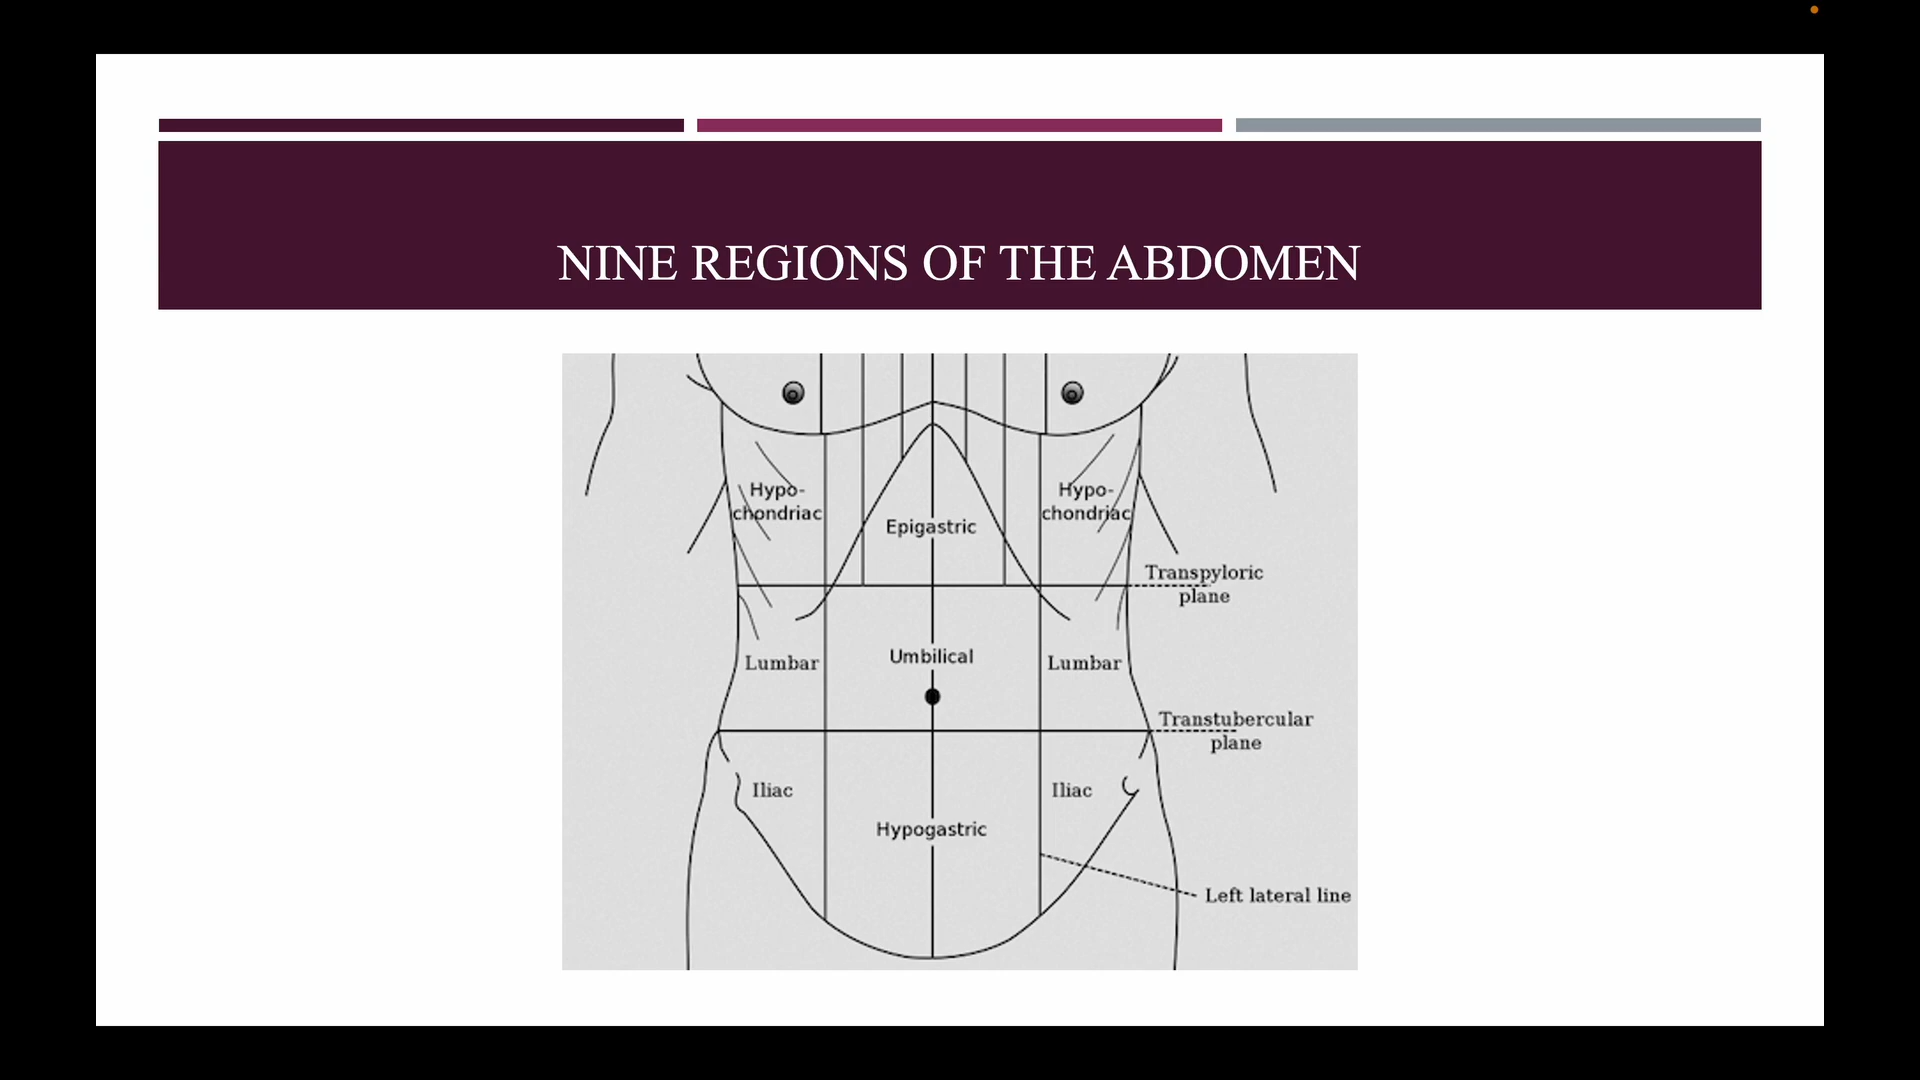 NINE REGIONS OF THE ABDOMEN
Hypo-
chondriac
Epigastric
Hypo-
chondriac
Transpyloric
plane
Lumbar
Umbilical
Lumbar
Transtubercular
plane
Iliac
Iliac
Hypogastric
Left lateral line